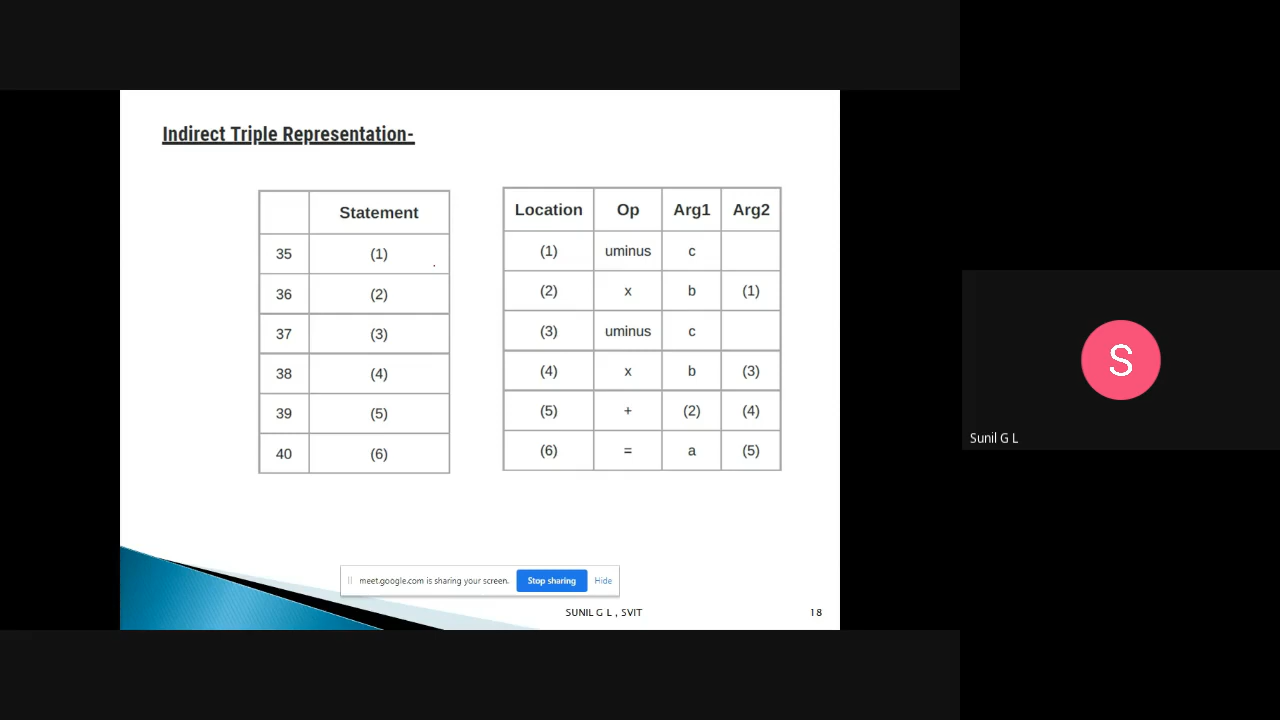 Indirect Triple Representation-
Statement
35 (1)
36 (2)
37 (3)
38 (4)
39 (5)
40 (6)
Location Op Arg1 Arg2
(1) uminus c
(2) x b (1)
(3) uminus c
(4) x b (3)
(5) + (2) (4)
(6) = a (5)
S
Sunil G L
meet.google.com is sharing your screen. Stop sharing Hide
SUNIL G L , SVIT 18